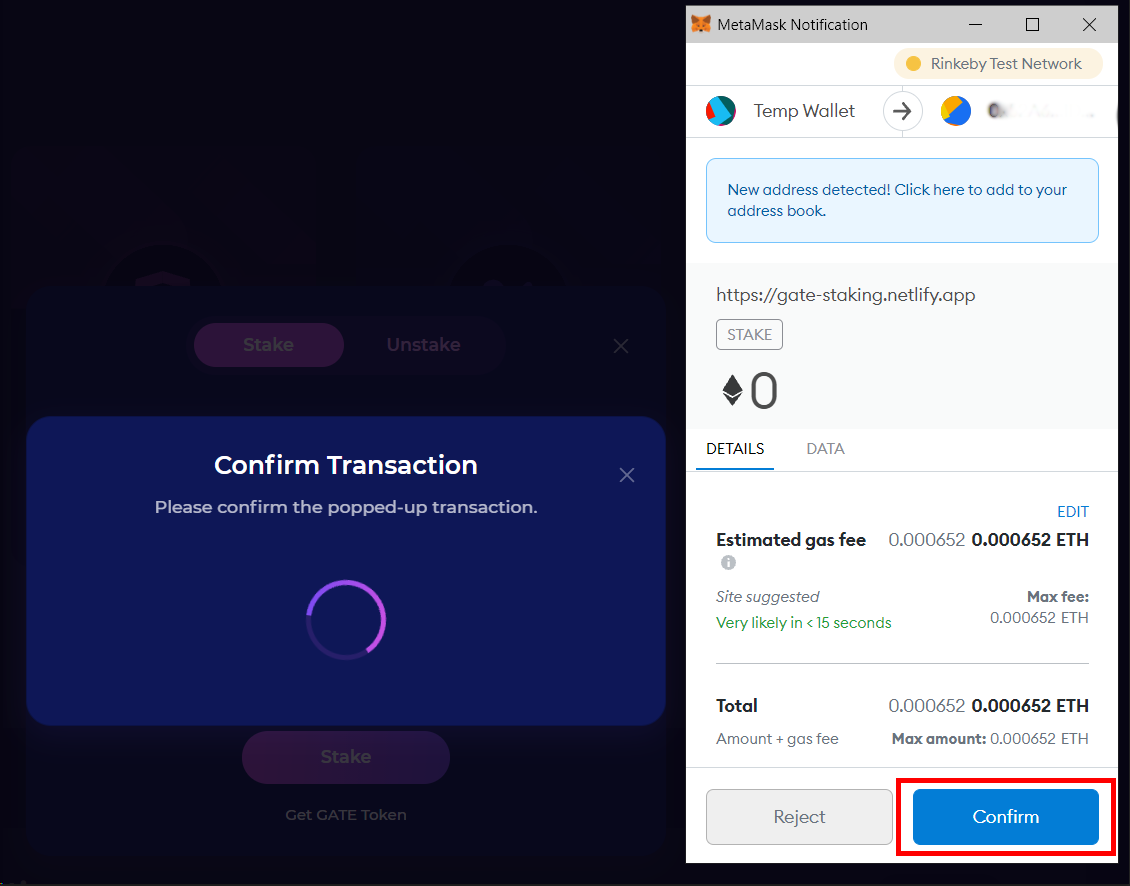 Stake
Unstake
Confirm Transaction
Please confirm the popped-up transaction.
Stake
Get GATE Token
MetaMask Notification
Rinkeby Test Network
Temp Wallet
New address detected! Click here to add to your
address book.
https://gate-staking.netlify.app
STAKE
0
DETAILS
DATA
EDIT
Estimated gas fee 0.000652 0.000652 ETH
Site suggested
Max fee:
Very likely in < 15 seconds
0.000652 ETH
Total 0.000652 0.000652 ETH
Amount + gas fee Max amount: 0.000652 ETH
Reject
Confirm